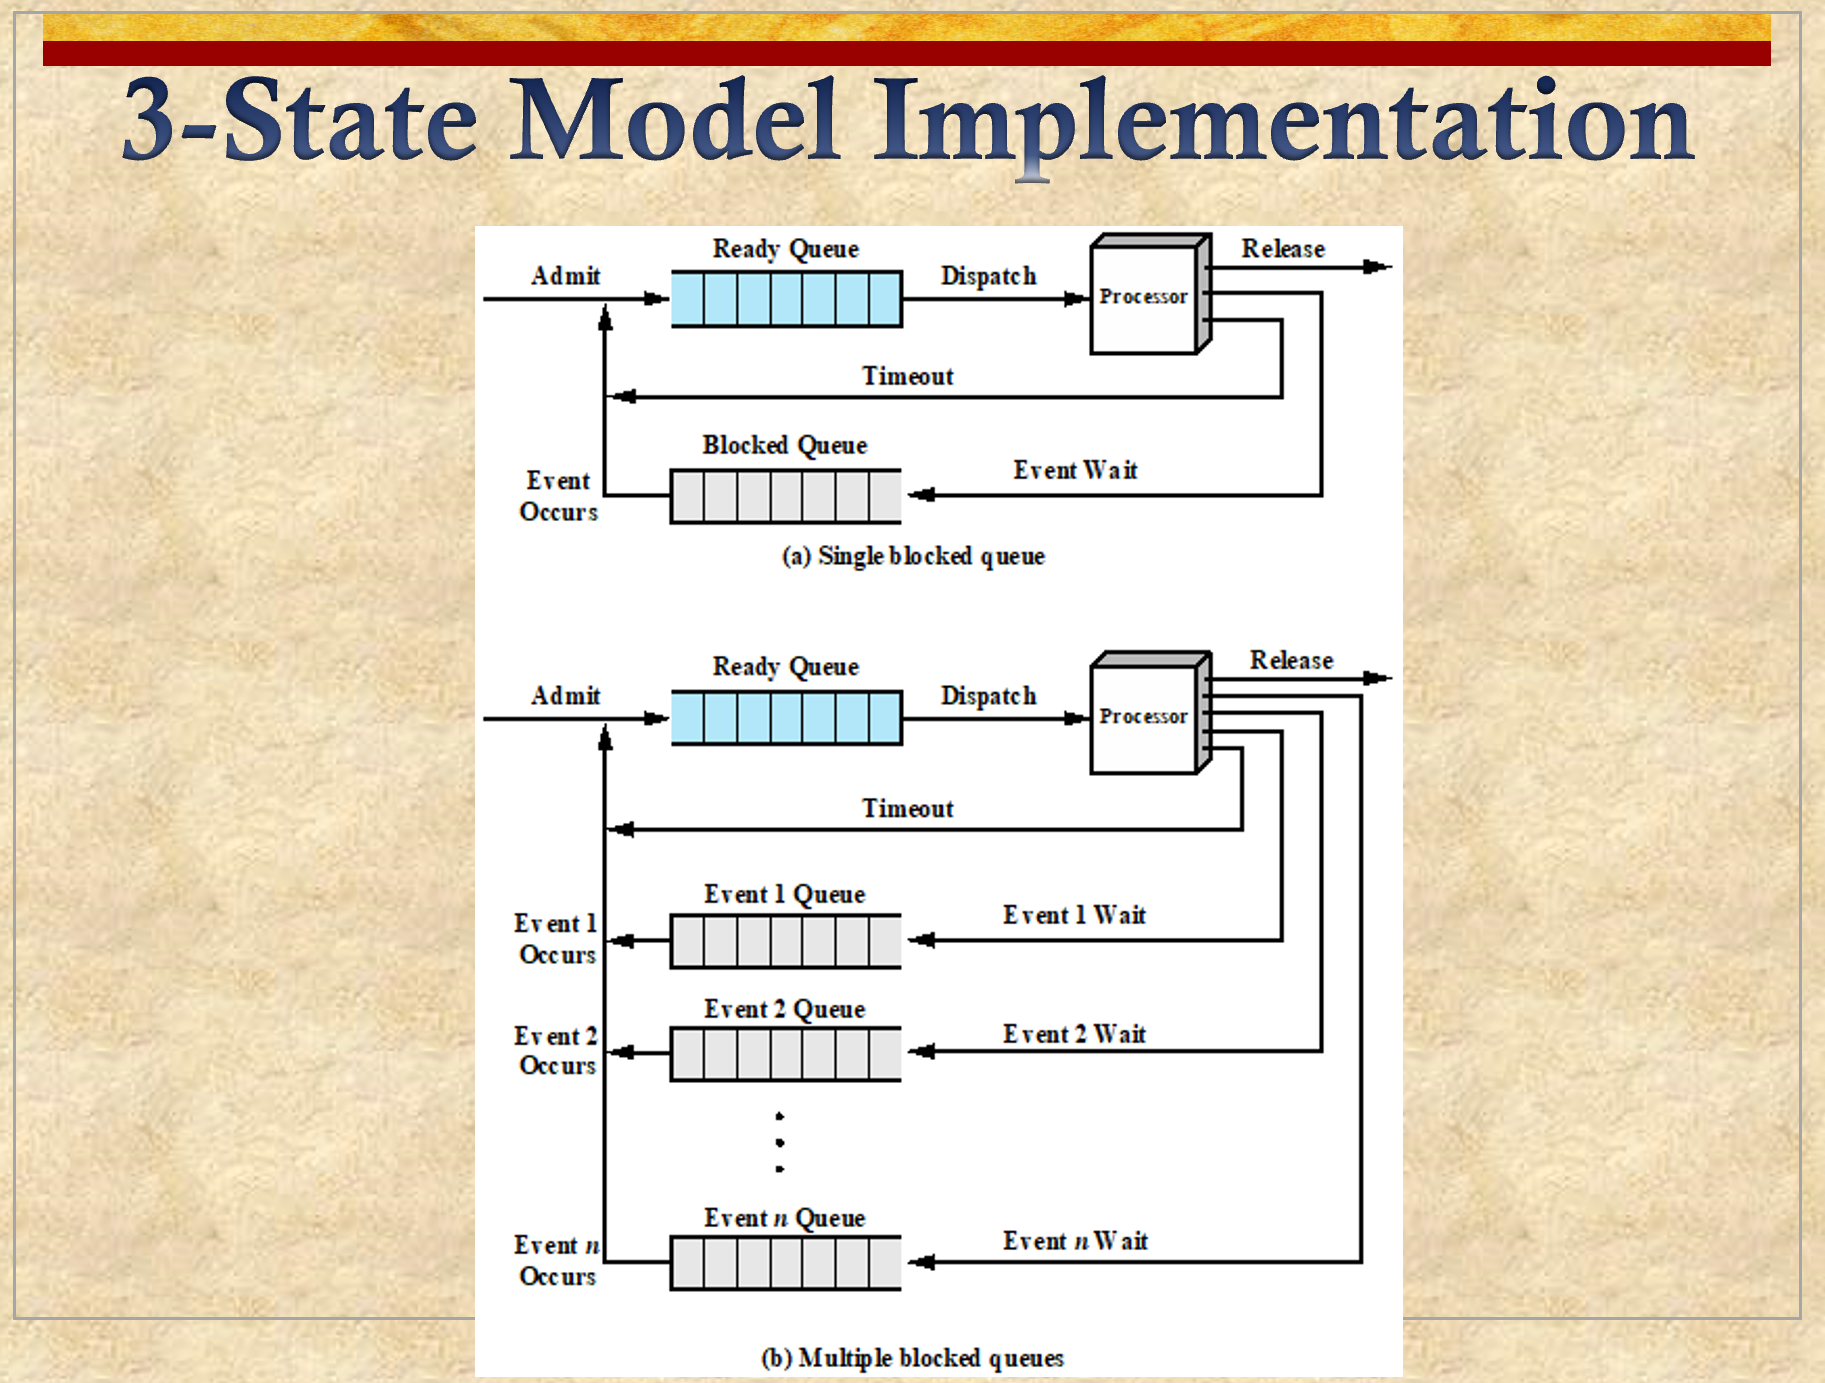 3-State Model Implementation
Ready Queue
Release
Admit
Dispatch
Processor
Timeout
Blocked Queue
Event Wait
Event
Occurs
(a) Single blocked queue
Ready Queue
Release
Admit
Dispatch
Processor
Timeout
Event 1 Queue
Event 1 Wait
Event 1
Occurs
Event 2 Queue
Event 2 Wait
Event 2
Occurs
Event n Queue
Event n Wait
Event n
Occurs
(b) Multiple blocked queues